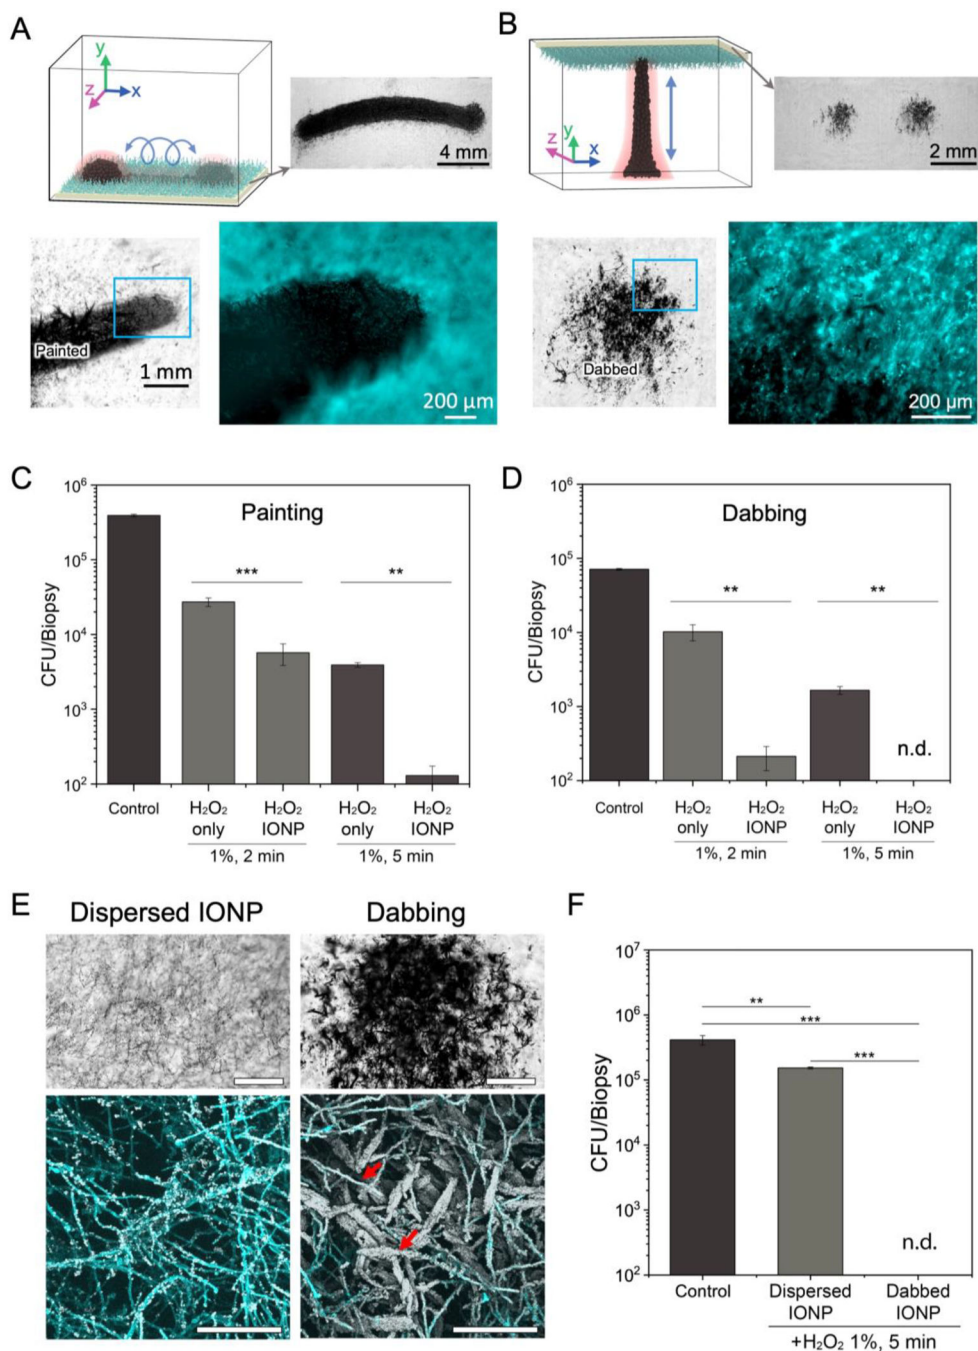 A
y
z
x
4 mm
Painted
1 mm
200 μm
B
y
z
x
2 mm
Dabbed
200 μm
C
Painting
CFU/Biopsy
10⁶
10⁵
10⁴
10³
10²
***
**
Control
H₂O₂ only
H₂O₂ IONP
H₂O₂ only
H₂O₂ IONP
1%, 2 min
1%, 5 min
D
Dabbing
CFU/Biopsy
10⁶
10⁵
10⁴
10³
10²
**
**
n.d.
Control
H₂O₂ only
H₂O₂ IONP
H₂O₂ only
H₂O₂ IONP
1%, 2 min
1%, 5 min
E
Dispersed IONP
Dabbing
F
CFU/Biopsy
10⁷
10⁶
10⁵
10⁴
10³
10²
**
***
***
n.d.
Control
Dispersed IONP
Dabbed IONP
+H₂O₂ 1%, 5 min